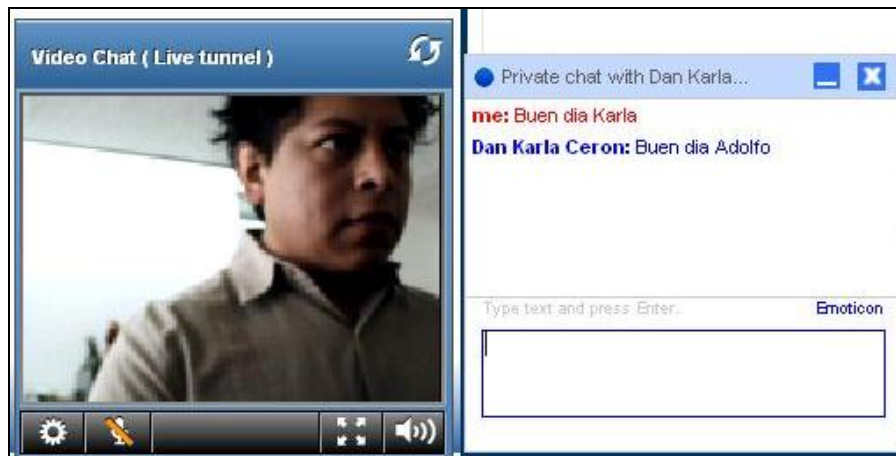 Video Chat ( Live tunnel )
Private chat with Dan Karla...
me: Buen dia Karla
Dan Karla Ceron: Buen dia Adolfo
Type text and press Enter.
Emoticon